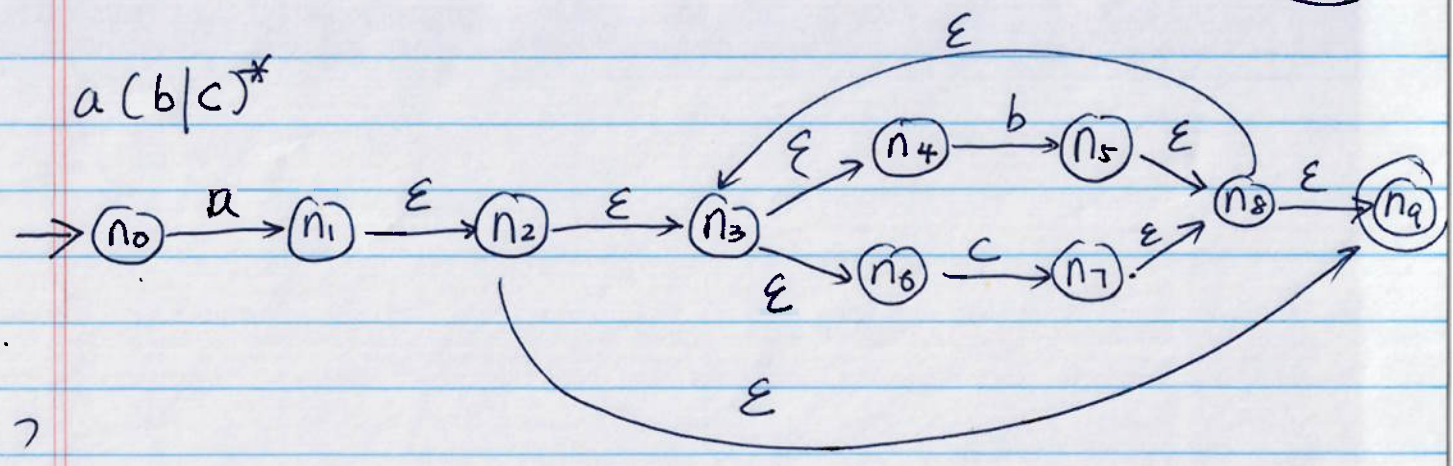 a(b|c)*
ε
ε n4 b n5 ε
n0 a n1 ε n2 ε n3 n8 ε n9
ε n6 c n7 ε
ε